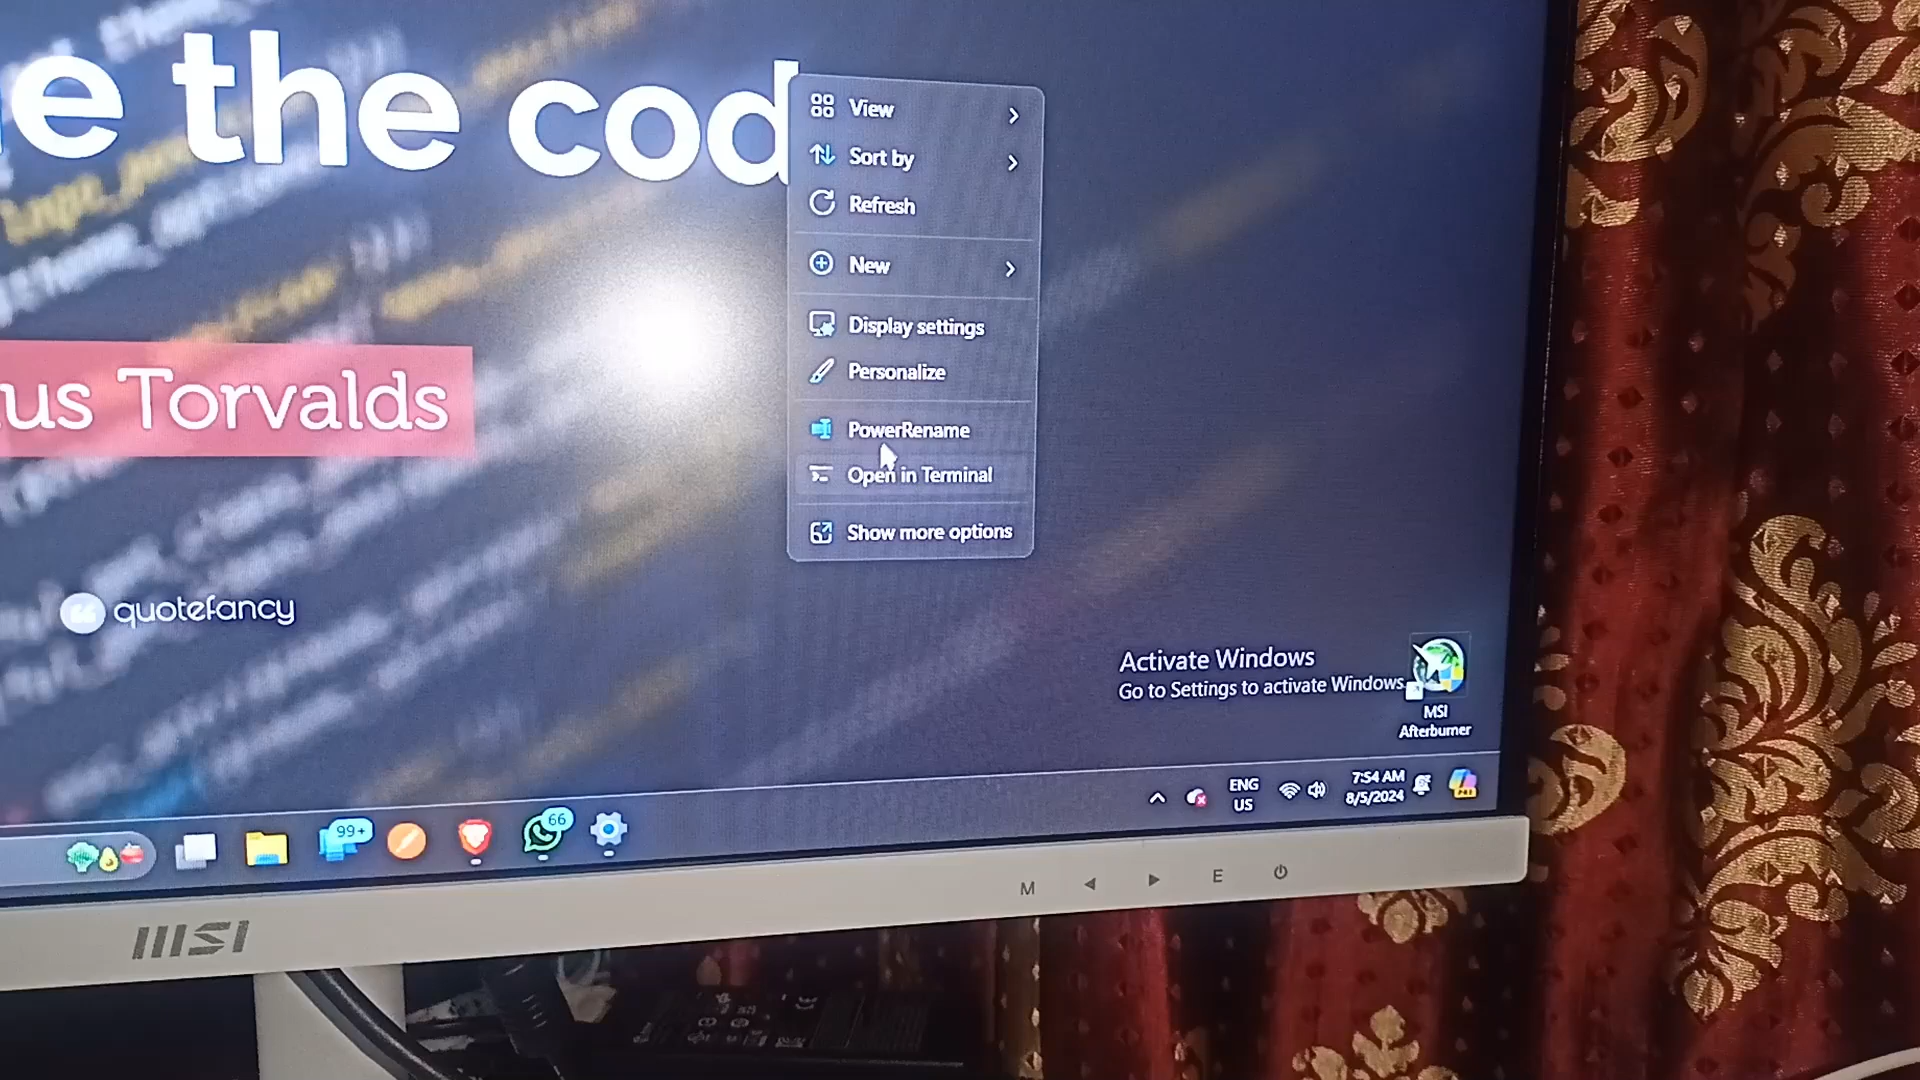 e the cod
us Torvalds
quotefancy
View
Sort by
Refresh
New
Display settings
Personalize
PowerRename
Open in Terminal
Show more options
Activate Windows
Go to Settings to activate Windows.
MSI
Afterburner
99+
66
ENG
US
7:54 AM
8/5/2024
M
E
MSI